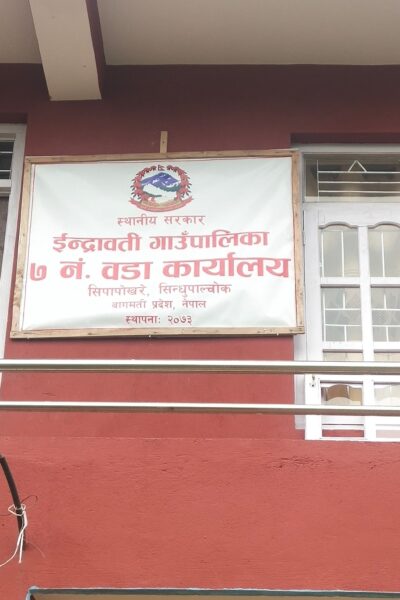 स्थानीय सरकार
ईन्द्रावती गाउँपालिका
७ नं. वडा कार्यालय
सिपापोखरे, सिन्धुपाल्चोक
बागमती प्रदेश, नेपाल
स्थापना: २०७३